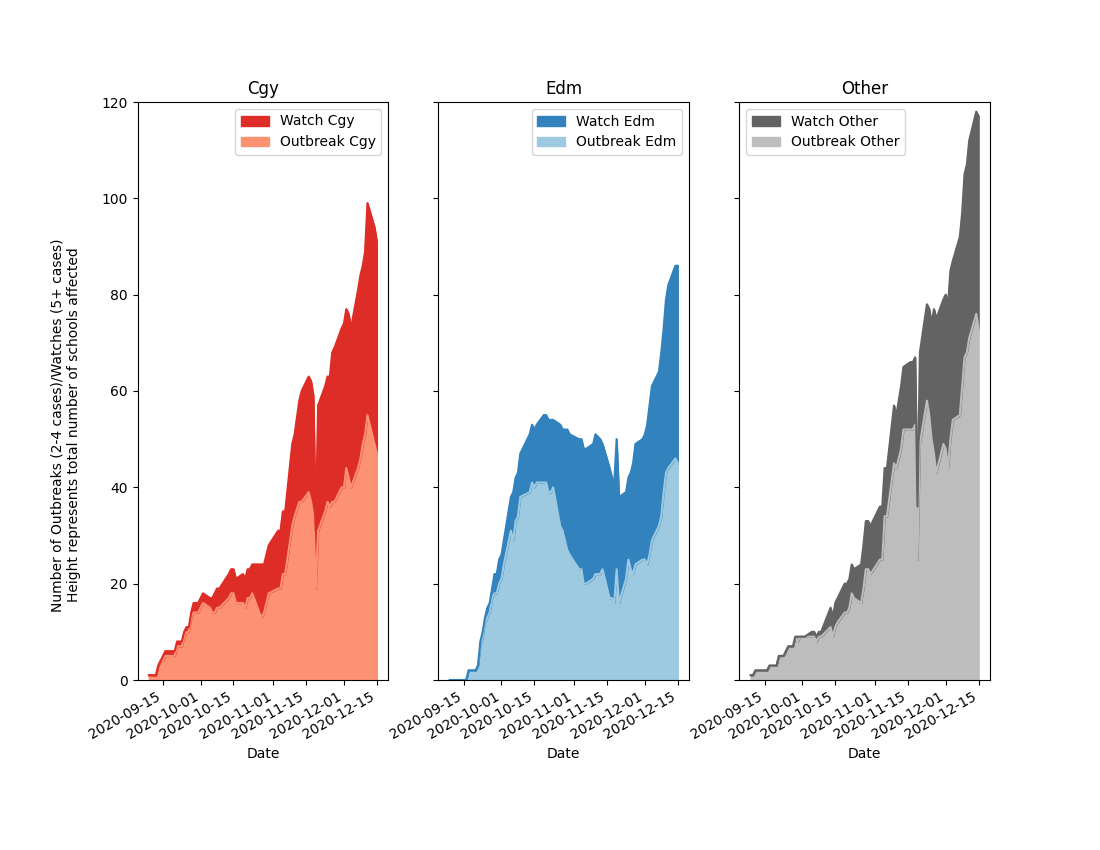 Cgy
Edm
Other
Number of Outbreaks (2-4 cases)/Watches (5+ cases)
Height represents total number of schools affected
120
100
80
60
40
20
0
Watch Cgy
Outbreak Cgy
Watch Edm
Outbreak Edm
Watch Other
Outbreak Other
2020-09-15
2020-10-01
2020-10-15
2020-11-01
2020-11-15
2020-12-01
2020-12-15
2020-09-15
2020-10-01
2020-10-15
2020-11-01
2020-11-15
2020-12-01
2020-12-15
2020-09-15
2020-10-01
2020-10-15
2020-11-01
2020-11-15
2020-12-01
2020-12-15
Date
Date
Date